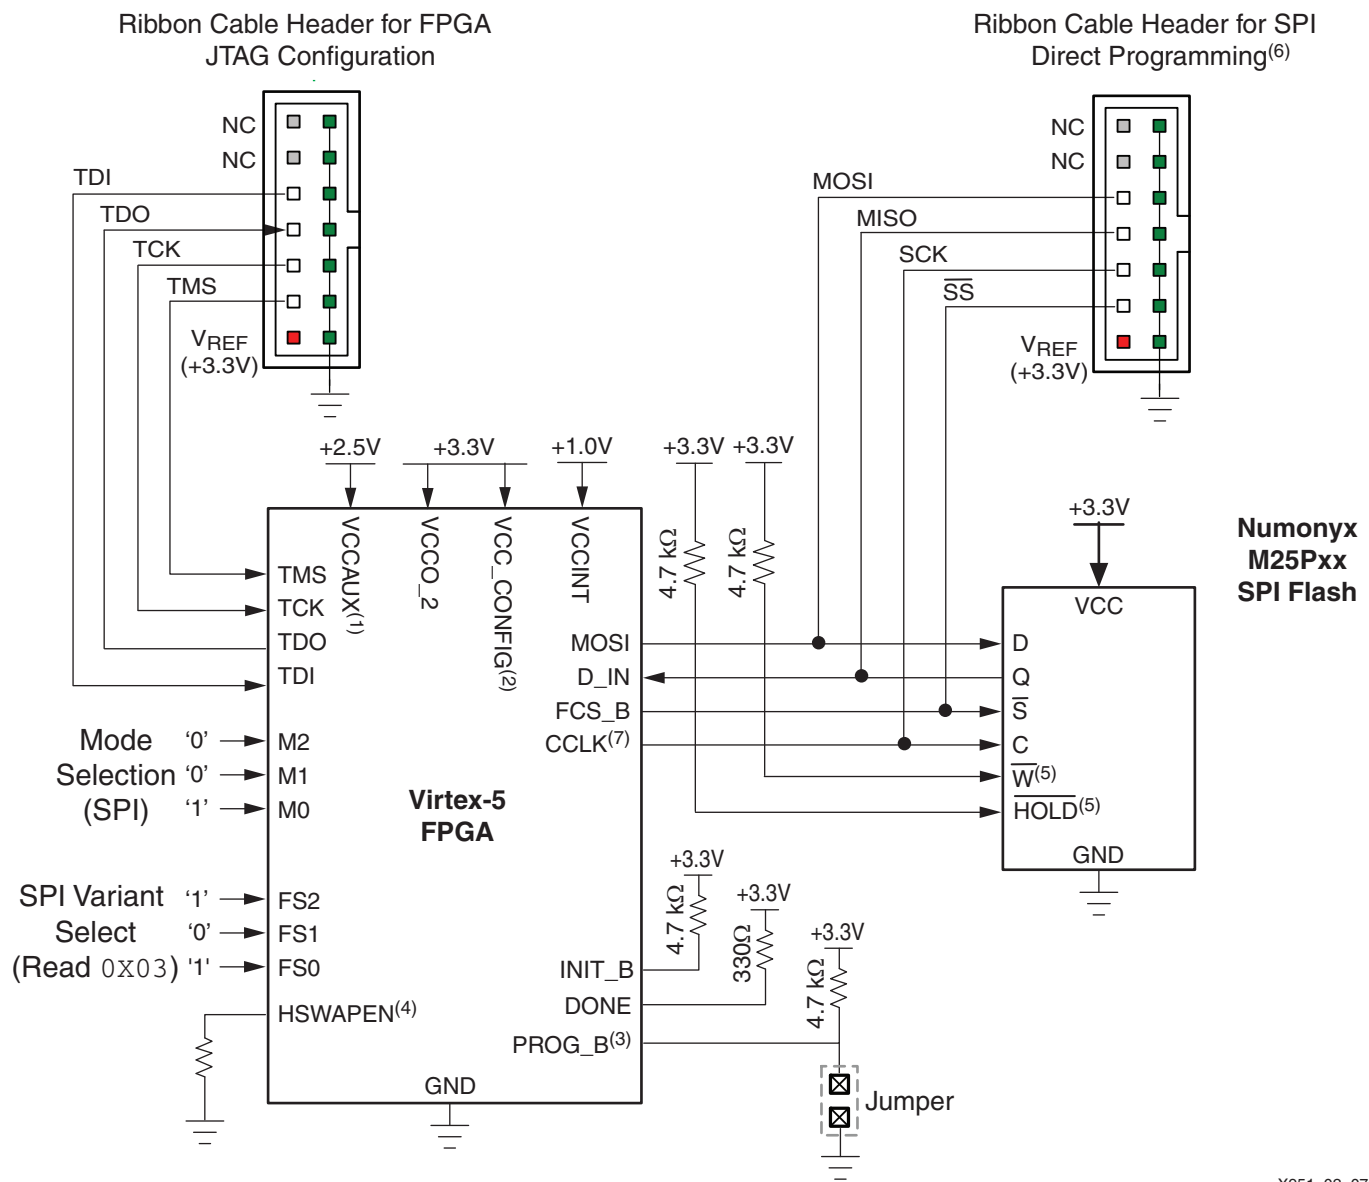 Ribbon Cable Header for FPGA
JTAG Configuration
Ribbon Cable Header for SPI
Direct Programming(6)
NC
NC
TDI
TDO
TCK
TMS
VREF
(+3.3V)
NC
NC
MOSI
MISO
SCK
SS
VREF
(+3.3V)
+2.5V
+3.3V
+1.0V
+3.3V
+3.3V
4.7 kΩ
4.7 kΩ
+3.3V
Numonyx
M25Pxx
SPI Flash
VCCAUX(1)
VCCO_2
VCC_CONFIG(2)
VCCINT
TMS
TCK
TDO
TDI
MOSI
D_IN
FCS_B
CCLK(7)
VCC
D
Q
S
C
W(5)
HOLD(5)
GND
Mode '0' M2
Selection '0' M1
(SPI) '1' M0
Virtex-5
FPGA
SPI Variant '1' FS2
Select '0' FS1
(Read 0X03) '1' FS0
HSWAPEN(4)
+3.3V
4.7 kΩ
+3.3V
330Ω
+3.3V
4.7 kΩ
INIT_B
DONE
PROG_B(3)
GND
Jumper